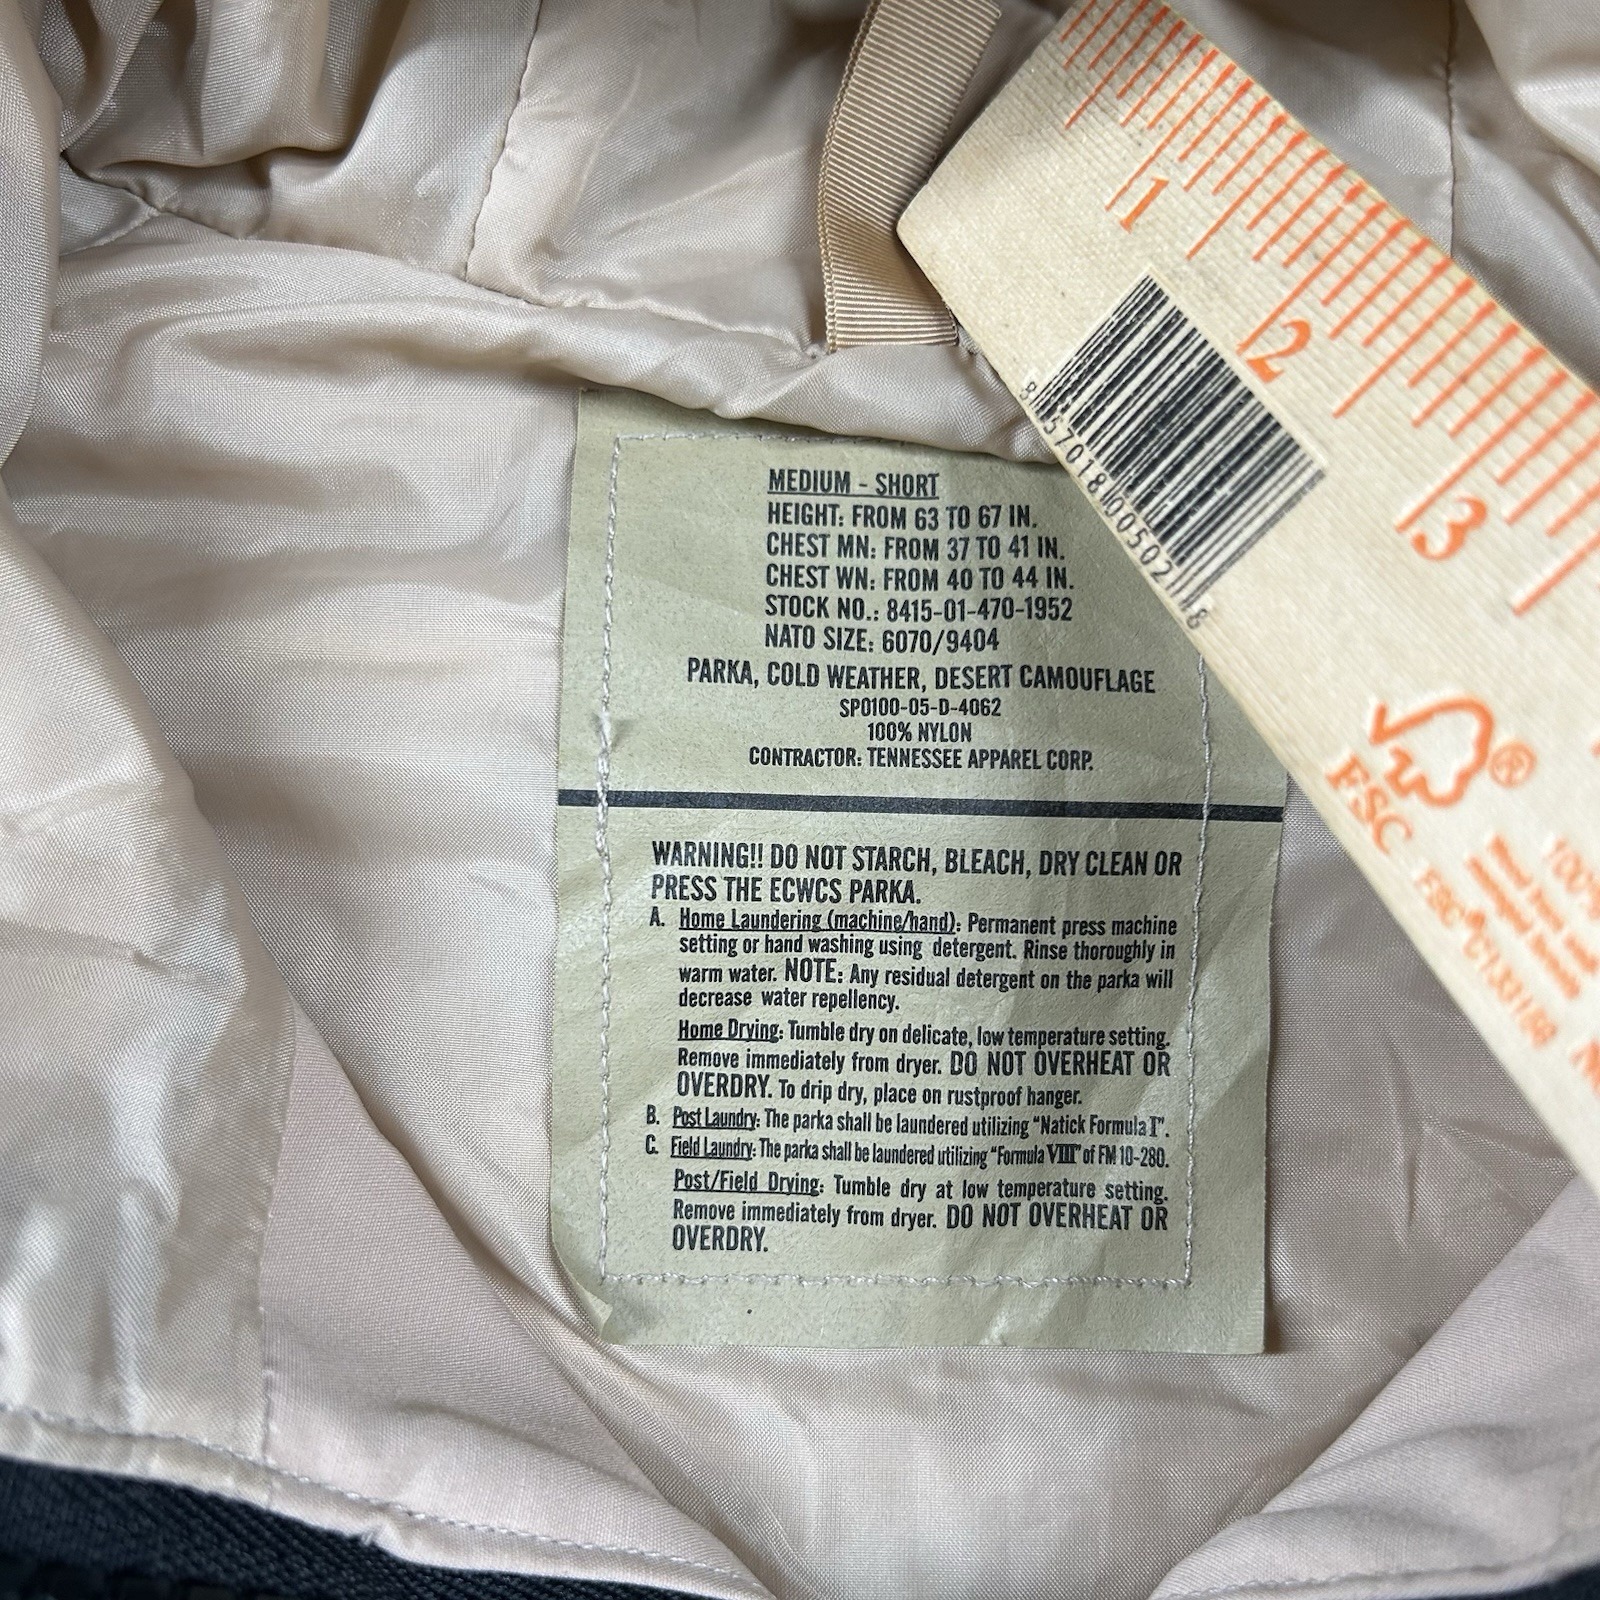 MEDIUM - SHORT
HEIGHT: FROM 63 TO 67 IN.
CHEST MN: FROM 37 TO 41 IN.
CHEST WN: FROM 40 TO 44 IN.
STOCK NO.: 8415-01-470-1952
NATO SIZE: 6070/9404
PARKA, COLD WEATHER, DESERT CAMOUFLAGE
SP0100-05-D-4062
100% NYLON
CONTRACTOR: TENNESSEE APPAREL CORP.
WARNING!! DO NOT STARCH, BLEACH, DRY CLEAN OR
PRESS THE ECWCS PARKA.
A. Home Laundering (machine/hand): Permanent press machine
setting or hand washing using detergent. Rinse thoroughly in
warm water. NOTE: Any residual detergent on the parka will
decrease water repellency.
Home Drying: Tumble dry on delicate, low temperature setting.
Remove immediately from dryer. DO NOT OVERHEAT OR
OVERDRY. To drip dry, place on rustproof hanger.
B. Post Laundry: The parka shall be laundered utilizing "Natick Formula I".
C. Field Laundry: The parka shall be laundered utilizing "Formula VIII" of FM 10-280.
Post/Field Drying: Tumble dry at low temperature setting.
Remove immediately from dryer. DO NOT OVERHEAT OR
OVERDRY.
1
2
3
8 57018 00502 8
FSC®
100%